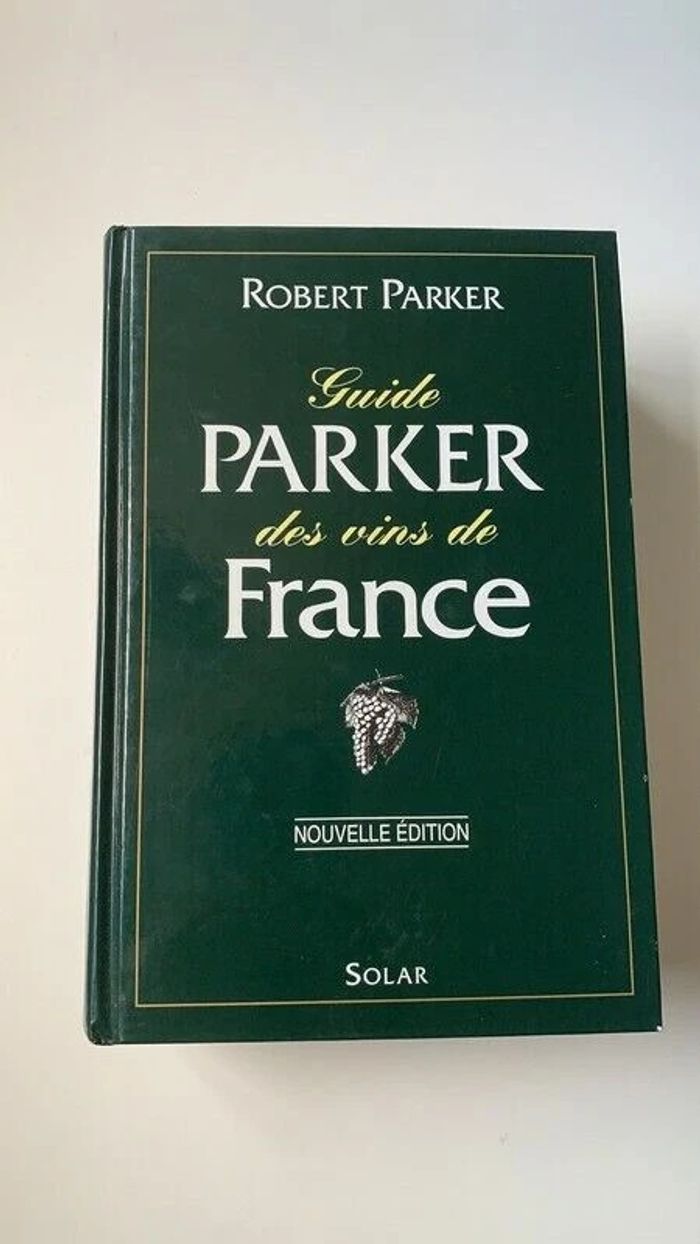 ROBERT PARKER
Guide
PARKER
des vins de
France
NOUVELLE ÉDITION
SOLAR